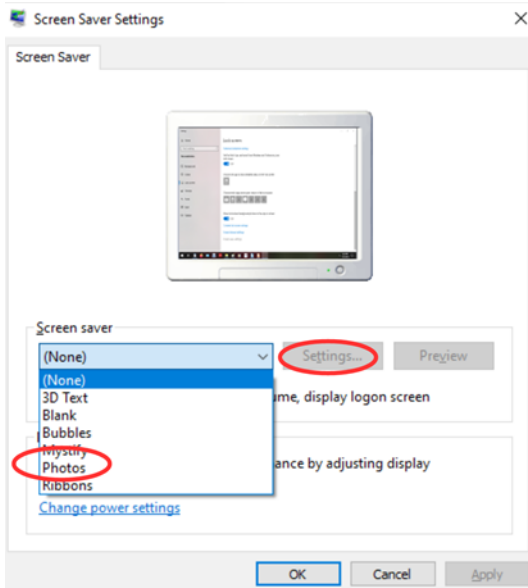 Screen Saver Settings
Screen Saver
Screen saver
(None)
Settings...
Preview
(None)
3D Text
ume, display logon screen
Blank
Bubbles
Mystify
ance by adjusting display
Photos
Ribbons
Change power settings
OK
Cancel
Apply